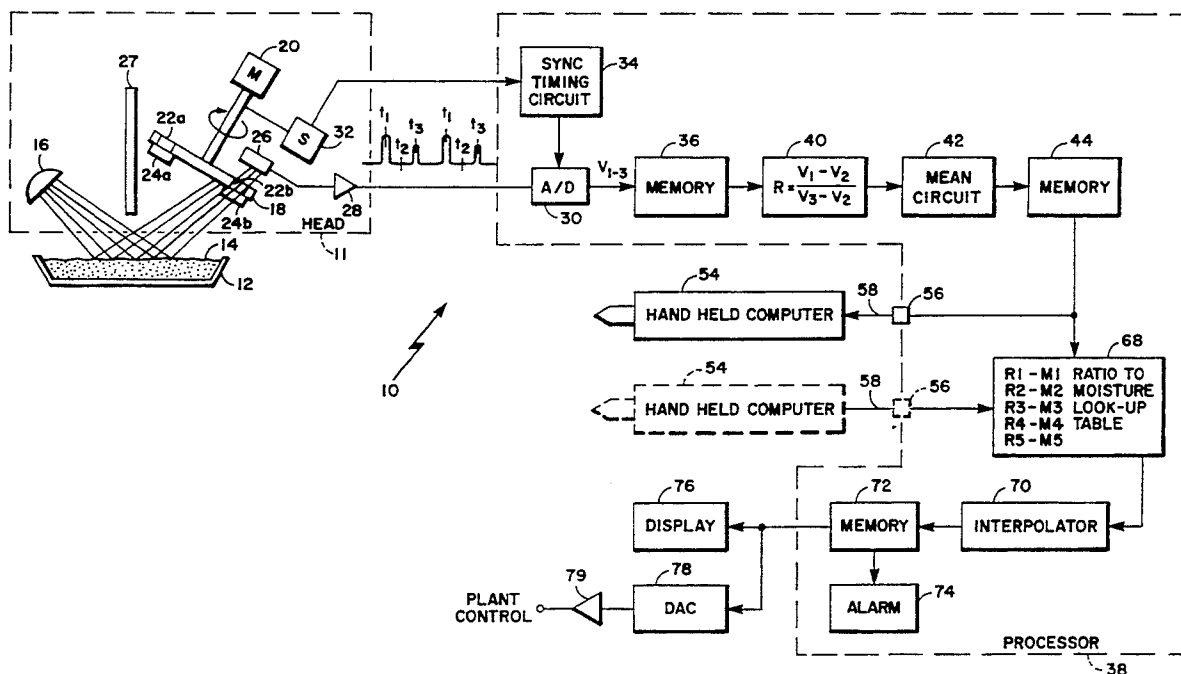 20
M
27
22a
24a
16
26
S
32
22b
18
24b
28
HEAD
11
14
12
t1
t2
t3
t1
t2
t3
SYNC
TIMING
CIRCUIT
34
A/D
30
V1-3
36
MEMORY
40
R = V1 – V2
V3 – V2
42
MEAN
CIRCUIT
44
MEMORY
54
HAND HELD COMPUTER
58
56
10
54
HAND HELD COMPUTER
58
56
68
R1 – M1 RATIO TO
R2 – M2 MOISTURE
R3 – M3 LOOK-UP
R4 – M4 TABLE
R5 – M5
76
DISPLAY
72
MEMORY
70
INTERPOLATOR
79
PLANT
CONTROL
78
DAC
ALARM
74
PROCESSOR
38